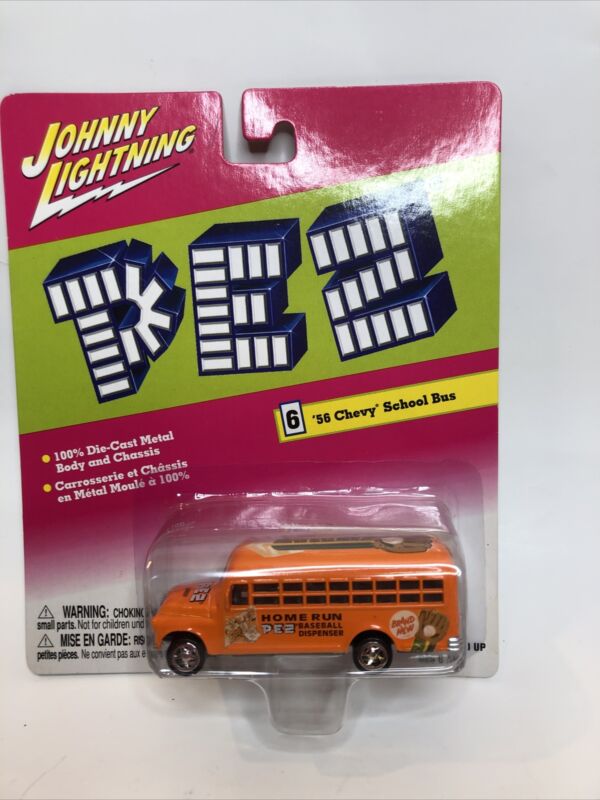 JOHNNY
LIGHTNING
PEZ
6 '56 Chevy School Bus
• 100% Die-Cast Metal
Body and Chassis
• Carrosserie et Châssis
en Métal Moulé à 100%
WARNING: CHOKING
small parts. Not for children under
MISE EN GARDE:
petites pièces. Ne convient pas aux
UP
PEZ
HOME RUN
PEZ BASEBALL
DISPENSER
BRAND
NEW